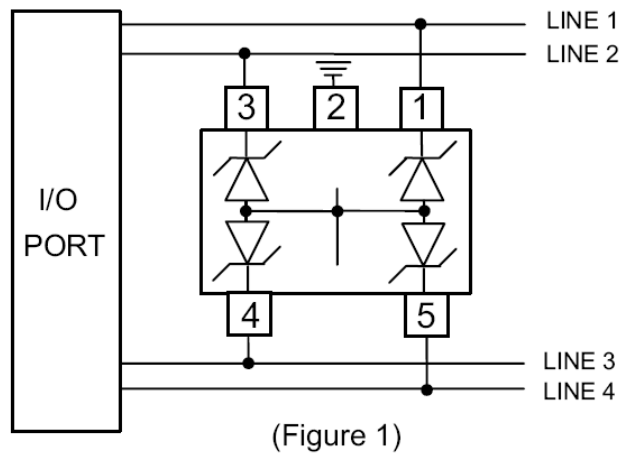 LINE 1
LINE 2
3
2
1
I/O
PORT
4
5
LINE 3
LINE 4
(Figure 1)